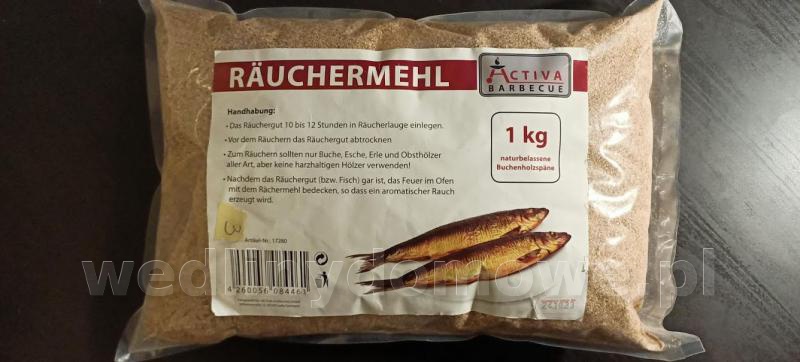 RÄUCHERMEHL
ACTIVA
BARBECUE
Handhabung:
• Das Räuchergut 10 bis 12 Stunden in Räucherlauge einlegen.
• Vor dem Räuchern das Räuchergut abtrocknen
• Zum Räuchern sollten nur Buche, Esche, Erle und Obsthölzer
aller Art, aber keine harzhaltigen Hölzer verwenden!
• Nachdem das Räuchergut (bzw. Fisch) gar ist, das Feuer im Ofen
mit dem Rächermehl bedecken, so dass ein aromatischer Rauch
erzeugt wird.
1 kg
naturbelassene
Buchenholzspäne
Artikel-Nr.: 17280
4 260056 084461
wedlinydomowe.pl